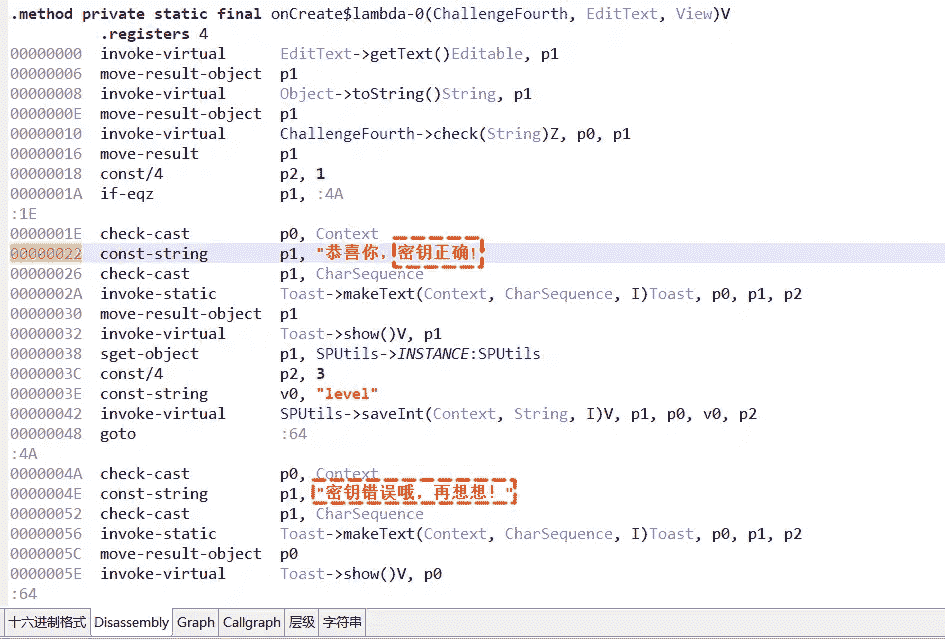 .method private static final onCreate$lambda-0(ChallengeFourth, EditText, View)V
.registers 4
00000000 invoke-virtual EditText->getText()Editable, p1
00000006 move-result-object p1
00000008 invoke-virtual Object->toString()String, p1
0000000E move-result-object p1
00000010 invoke-virtual ChallengeFourth->check(String)Z, p0, p1
00000016 move-result p1
00000018 const/4 p2, 1
0000001A if-eqz p1, :4A
:1E
0000001E check-cast p0, Context
00000022 const-string p1, "恭喜你，密钥正确!
00000026 check-cast p1, CharSequence
0000002A invoke-static Toast->makeText(Context, CharSequence, I)Toast, p0, p1, p2
00000030 move-result-object p1
00000032 invoke-virtual Toast->show()V, p1
00000038 sget-object p1, SPUtils->INSTANCE:SPUtils
0000003C const/4 p2, 3
0000003E const-string v0, "level"
00000042 invoke-virtual SPUtils->saveInt(Context, String, I)V, p1, p0, v0, p2
00000048 goto :64
:4A
0000004A check-cast p0, Context
0000004E const-string p1, "密钥错误哦，再想想！"
00000052 check-cast p1, CharSequence
00000056 invoke-static Toast->makeText(Context, CharSequence, I)Toast, p0, p1, p2
0000005C move-result-object p0
0000005E invoke-virtual Toast->show()V, p0
:64
十六进制格式 Disassembly Graph Callgraph 层级 字符串